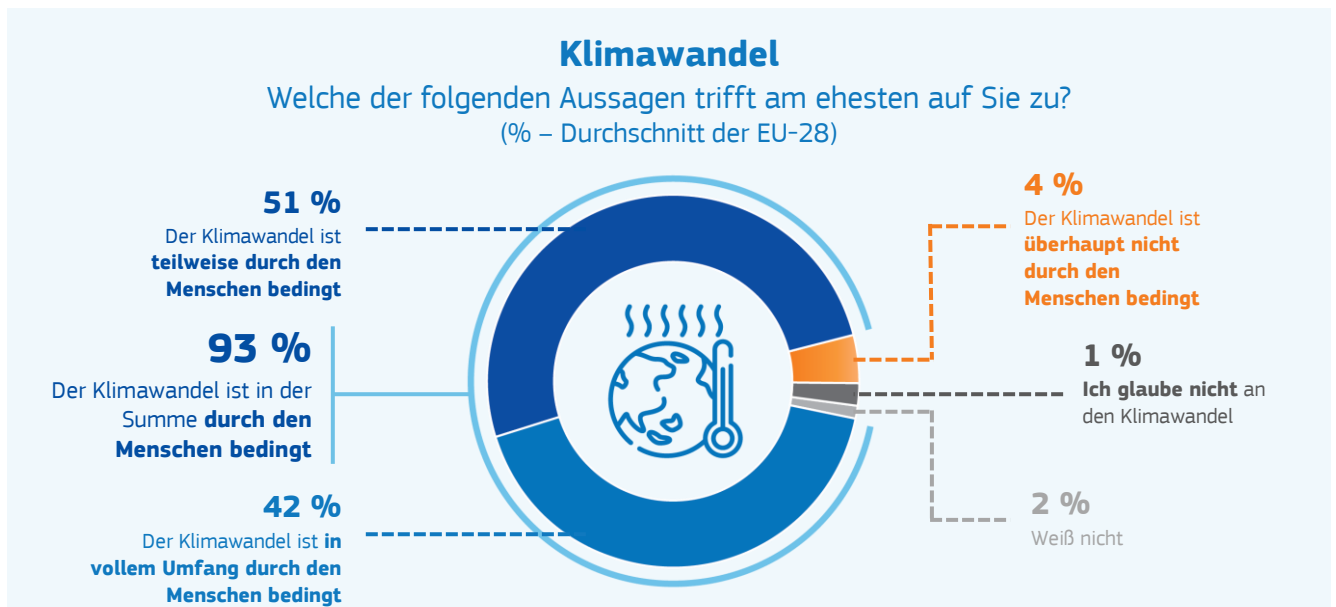 Klimawandel
Welche der folgenden Aussagen trifft am ehesten auf Sie zu?
(% – Durchschnitt der EU-28)
51 %
Der Klimawandel ist
teilweise durch den
Menschen bedingt
93 %
Der Klimawandel ist in der
Summe durch den
Menschen bedingt
42 %
Der Klimawandel ist in
vollem Umfang durch den
Menschen bedingt
4 %
Der Klimawandel ist
überhaupt nicht
durch den
Menschen bedingt
1 %
Ich glaube nicht an
den Klimawandel
2 %
Weiß nicht